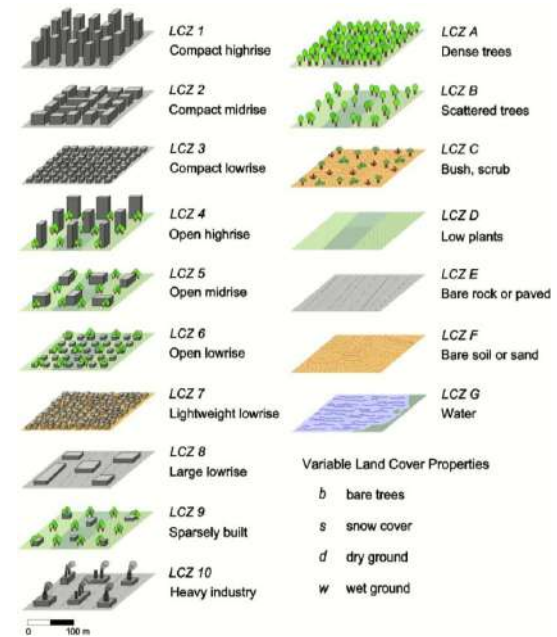 LCZ 1
Compact highrise
LCZ 2
Compact midrise
LCZ 3
Compact lowrise
LCZ 4
Open highrise
LCZ 5
Open midrise
LCZ 6
Open lowrise
LCZ 7
Lightweight lowrise
LCZ 8
Large lowrise
LCZ 9
Sparsely built
LCZ 10
Heavy industry
0 100 m
LCZ A
Dense trees
LCZ B
Scattered trees
LCZ C
Bush, scrub
LCZ D
Low plants
LCZ E
Bare rock or paved
LCZ F
Bare soil or sand
LCZ G
Water
Variable Land Cover Properties
b bare trees
s snow cover
d dry ground
w wet ground